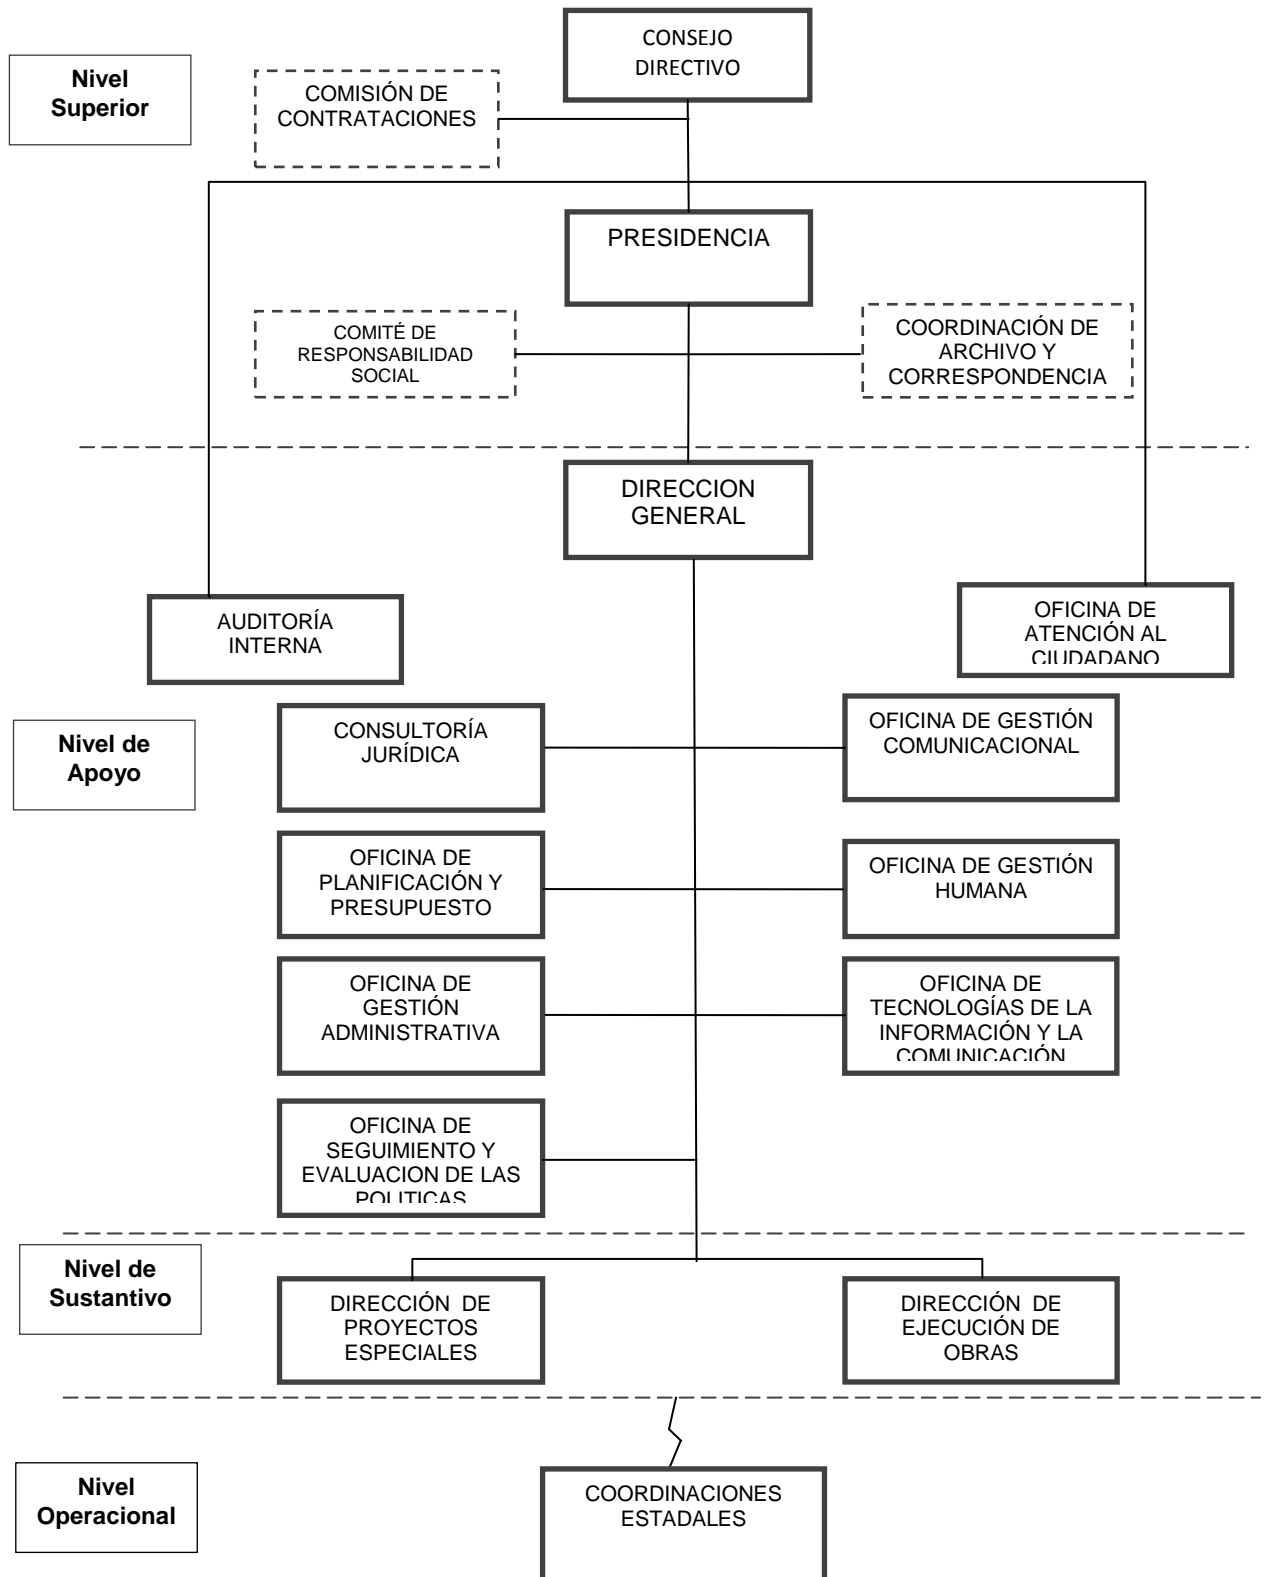 CONSEJO
DIRECTIVO
Nivel
Superior
COMISIÓN DE
CONTRATACIONES
PRESIDENCIA
COMITÉ DE
RESPONSABILIDAD
SOCIAL
COORDINACIÓN DE
ARCHIVO Y
CORRESPONDENCIA
DIRECCION
GENERAL
AUDITORÍA
INTERNA
OFICINA DE
ATENCIÓN AL
CIUDADANO
Nivel de
Apoyo
CONSULTORÍA
JURÍDICA
OFICINA DE GESTIÓN
COMUNICACIONAL
OFICINA DE
PLANIFICACIÓN Y
PRESUPUESTO
OFICINA DE GESTIÓN
HUMANA
OFICINA DE
GESTIÓN
ADMINISTRATIVA
OFICINA DE
TECNOLOGÍAS DE LA
INFORMACIÓN Y LA
COMUNICACIÓN
OFICINA DE
SEGUIMIENTO Y
EVALUACION DE LAS
POLITICAS
Nivel de
Sustantivo
DIRECCIÓN DE
PROYECTOS
ESPECIALES
DIRECCIÓN DE
EJECUCIÓN DE
OBRAS
Nivel
Operacional
COORDINACIONES
ESTADALES